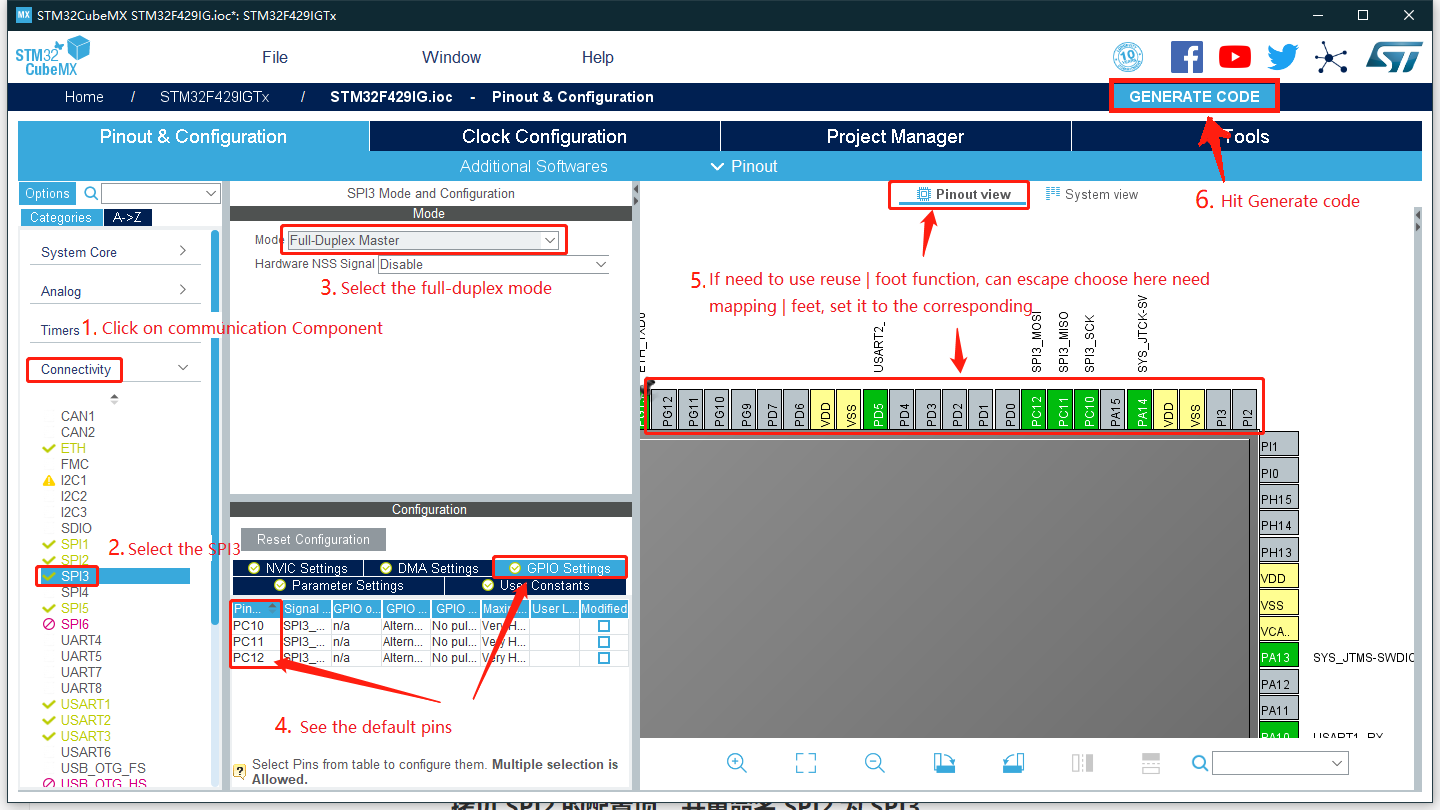 MX STM32CubeMX STM32F429IG.ioc*: STM32F429IGTx
STM32
CubeMX
File
Window
Help
10
ST
Home / STM32F429IGTx / STM32F429IG.ioc - Pinout & Configuration
GENERATE CODE
Pinout & Configuration
Clock Configuration
Project Manager
Tools
Additional Softwares
Pinout
Options
Categories
A->Z
System Core
Analog
Timers
1. Click on communication Component
Connectivity
CAN1
CAN2
ETH
FMC
I2C1
I2C2
I2C3
SDIO
SPI1
SPI2
2. Select the SPI3
SPI3
SPI4
SPI5
SPI6
UART4
UART5
UART7
UART8
USART1
USART2
USART3
USART6
USB_OTG_FS
USB_OTG_HS
SPI3 Mode and Configuration
Mode
Mode Full-Duplex Master
Hardware NSS Signal Disable
3. Select the full-duplex mode
Configuration
Reset Configuration
NVIC Settings
DMA Settings
GPIO Settings
Parameter Settings
User Constants
Pin... Signal ... GPIO o... GPIO ... GPIO ... Maxi... User L... Modified
PC10 SPI3_... n/a Altern... No pul... Very H...
PC11 SPI3_... n/a Altern... No pul... Very H...
PC12 SPI3_... n/a Altern... No pul... Very H...
4. See the default pins
Select Pins from table to configure them. Multiple selection is
Allowed.
Pinout view
System view
6. Hit Generate code
5. If need to use reuse | foot function, can escape choose here need
mapping | feet, set it to the corresponding
ETH_TXD0
USART2_
SPI3_MOSI
SPI3_MISO
SPI3_SCK
SYS_JTCK-SV
PG12
PG11
PG10
PG9
PD7
PD6
VDD
VSS
PD5
PD4
PD3
PD2
PD1
PD0
PC12
PC11
PC10
PA15
PA14
VDD
VSS
PI3
PI2
PI1
PI0
PH15
PH14
PH13
VDD
VSS
VCA..
PA13 SYS_JTMS-SWDIO
PA12
PA11
PA10 USART1_RX